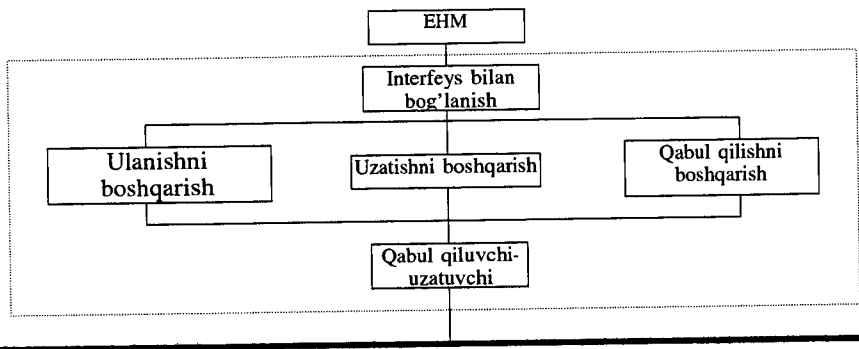 EHM
Interfeys bilan
bog’lanish
Ulanishni
boshqarish
Uzatishni boshqarish
Qabul qilishni
boshqarish
Qabul qiluvchi-
uzatuvchi